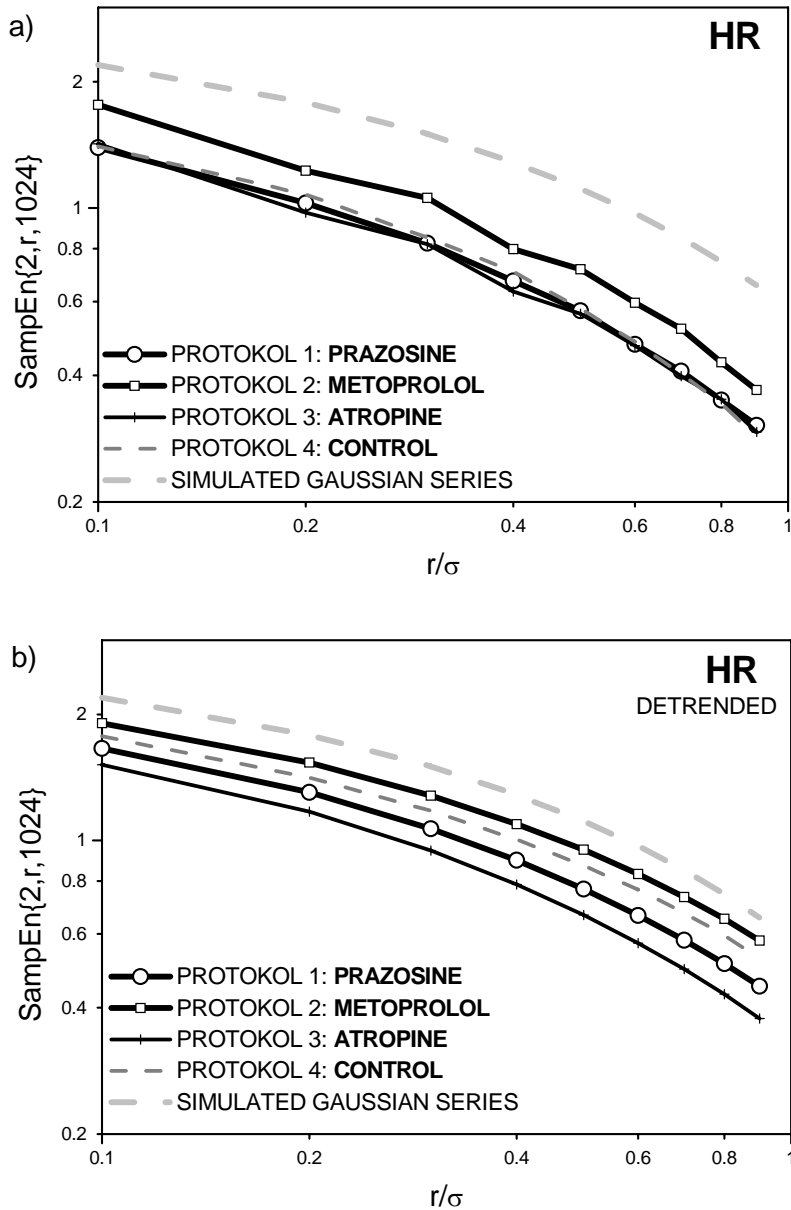 a)
HR
2
1
0.8
0.6
0.4
0.2
SampEn{2,r,1024}
PROTOKOL 1: PRAZOSINE
PROTOKOL 2: METOPROLOL
PROTOKOL 3: ATROPINE
PROTOKOL 4: CONTROL
SIMULATED GAUSSIAN SERIES
0.1 0.2 0.4 0.6 0.8 1
r/σ
b)
HR
DETRENDED
2
1
0.8
0.6
0.4
0.2
SampEn{2,r,1024}
PROTOKOL 1: PRAZOSINE
PROTOKOL 2: METOPROLOL
PROTOKOL 3: ATROPINE
PROTOKOL 4: CONTROL
SIMULATED GAUSSIAN SERIES
0.1 0.2 0.4 0.6 0.8 1
r/σ